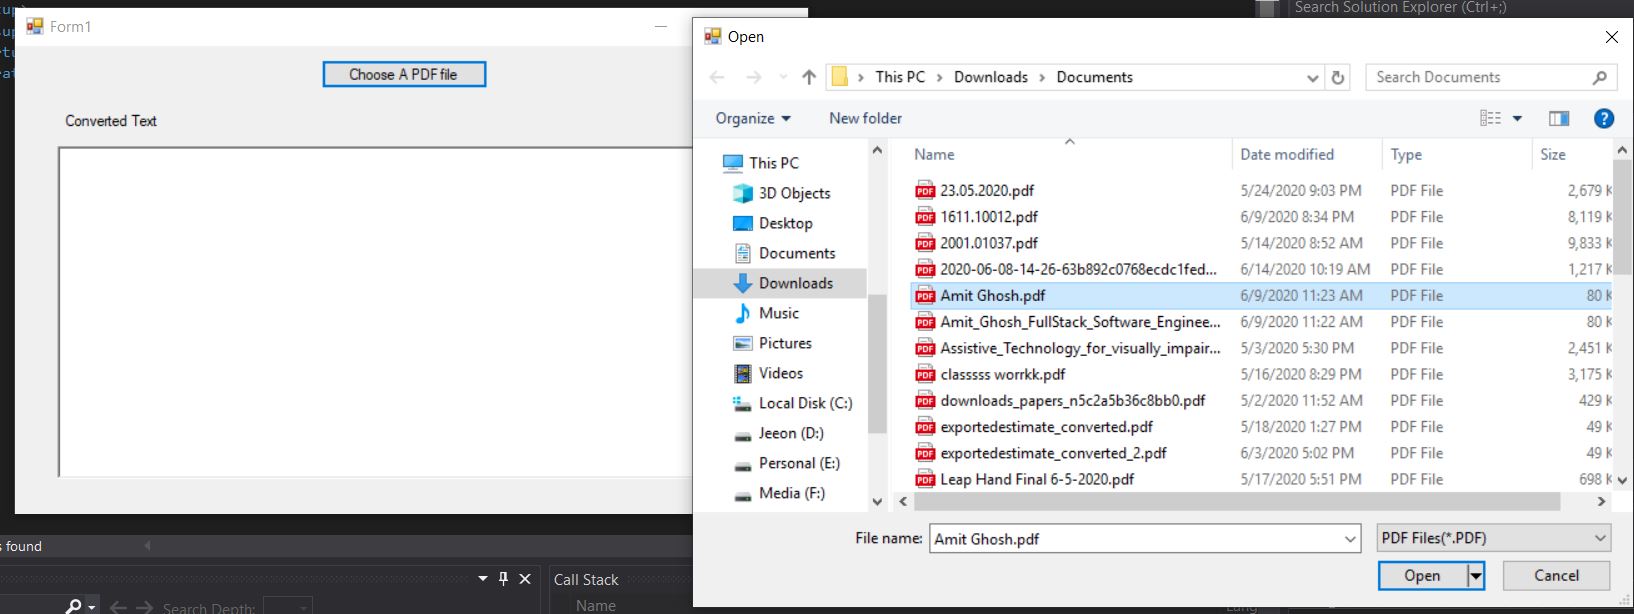 Search Solution Explorer (Ctrl+;)
Form1
Choose A PDF file
Converted Text
Open
This PC > Downloads > Documents
Search Documents
Organize
New folder
This PC
3D Objects
Desktop
Documents
Downloads
Music
Pictures
Videos
Local Disk (C:)
Jeeon (D:)
Personal (E:)
Media (F:)
Name Date modified Type Size
23.05.2020.pdf 5/24/2020 9:03 PM PDF File 2,679 K
1611.10012.pdf 6/9/2020 8:34 PM PDF File 8,119 K
2001.01037.pdf 5/14/2020 8:52 AM PDF File 9,833 K
2020-06-08-14-26-63b892c0768ecdc1fed... 6/14/2020 10:19 AM PDF File 1,217 K
Amit Ghosh.pdf 6/9/2020 11:23 AM PDF File 80 K
Amit_Ghosh_FullStack_Software_Enginee... 6/9/2020 11:22 AM PDF File 80 K
Assistive_Technology_for_visually_impair... 5/3/2020 5:30 PM PDF File 2,451 K
classsss worrkk.pdf 5/16/2020 8:29 PM PDF File 3,175 K
downloads_papers_n5c2a5b36c8bb0.pdf 5/2/2020 11:52 AM PDF File 429 K
exportedestimate_converted.pdf 5/18/2020 1:27 PM PDF File 49 K
exportedestimate_converted_2.pdf 6/3/2020 5:02 PM PDF File 49 K
Leap Hand Final 6-5-2020.pdf 5/17/2020 5:51 PM PDF File 698 K
File name: Amit Ghosh.pdf PDF Files(*.PDF)
Open Cancel
s found
Call Stack
Search Depth:
Name
Lang